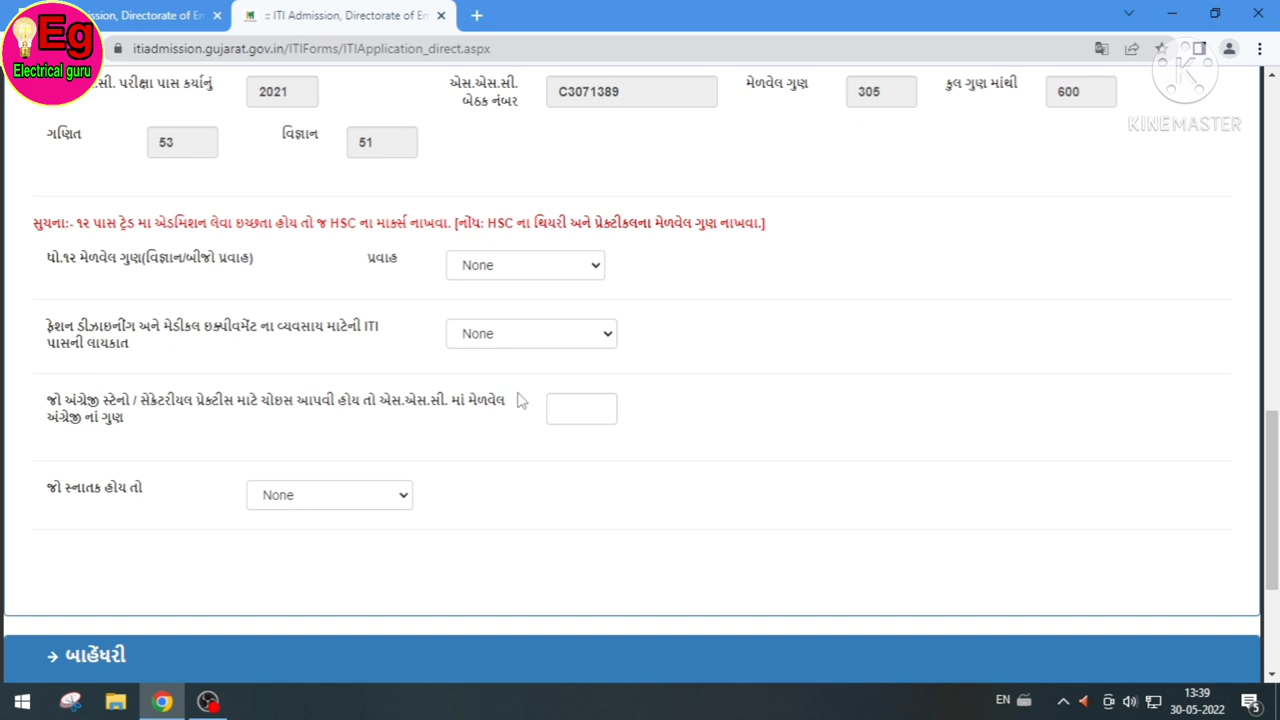 ission, Directorate of En
:: ITI Admission, Directorate of En
Eg
Electrical guru
itiadmission.gujarat.gov.in/ITIForms/ITIApplication_direct.aspx
K
KINEMASTER
સી. પરીક્ષા પાસ કર્યાનું
2021
એસ.એસ.સી.
બેઠક નંબર
C3071389
મેળવેલ ગુણ
305
કુલ ગુણ માંથી
600
ગણિત
53
વિજ્ઞાન
51
સુચના:- ૧૨ પાસ ટ્રેડ મા એડમિશન લેવા ઇચ્છતા હોય તો જ HSC ના માર્ક્સ નાખવા. [નોંધ: HSC ના થિયરી અને પ્રેક્ટીકલના મેળવેલ ગુણ નાખવા.]
ધો.૧૨ મેળવેલ ગુણ(વિજ્ઞાન/બીજો પ્રવાહ)
પ્રવાહ
None
ફેશન ડીઝાઇનીંગ અને મેડીકલ ઇક્વીપમેંટ ના વ્યવસાય માટેની ITI
પાસની લાયકાત
None
જો અંગ્રેજી સ્ટેનો / સેક્રેટરીયલ પ્રેક્ટીસ માટે ચોઇસ આપવી હોય તો એસ.એસ.સી. માં મેળવેલ
અંગ્રેજી નાં ગુણ
જો સ્નાતક હોય તો
None
બાહેંધરી
EN
13:39
30-05-2022
5